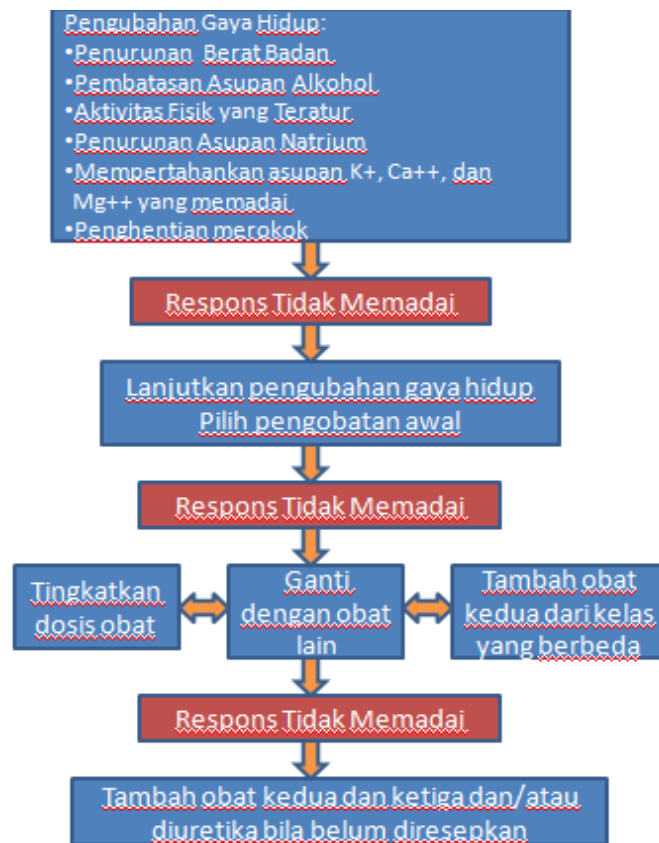 Pengubahan Gaya Hidup:
•Penurunan Berat Badan
•Pembatasan Asupan Alkohol
•Aktivitas Fisik yang Teratur
•Penurunan Asupan Natrium
•Mempertahankan asupan K+, Ca++, dan
Mg++ yang memadai
•Penghentian merokok
Respons Tidak Memadai
Lanjutkan pengubahan gaya hidup
Pilih pengobatan awal
Respons Tidak Memadai
Tingkatkan
dosis obat
Ganti
dengan obat
lain
Tambah obat
kedua dari kelas
yang berbeda
Respons Tidak Memadai
Tambah obat kedua dan ketiga dan/atau
diuretika bila belum diresepkan